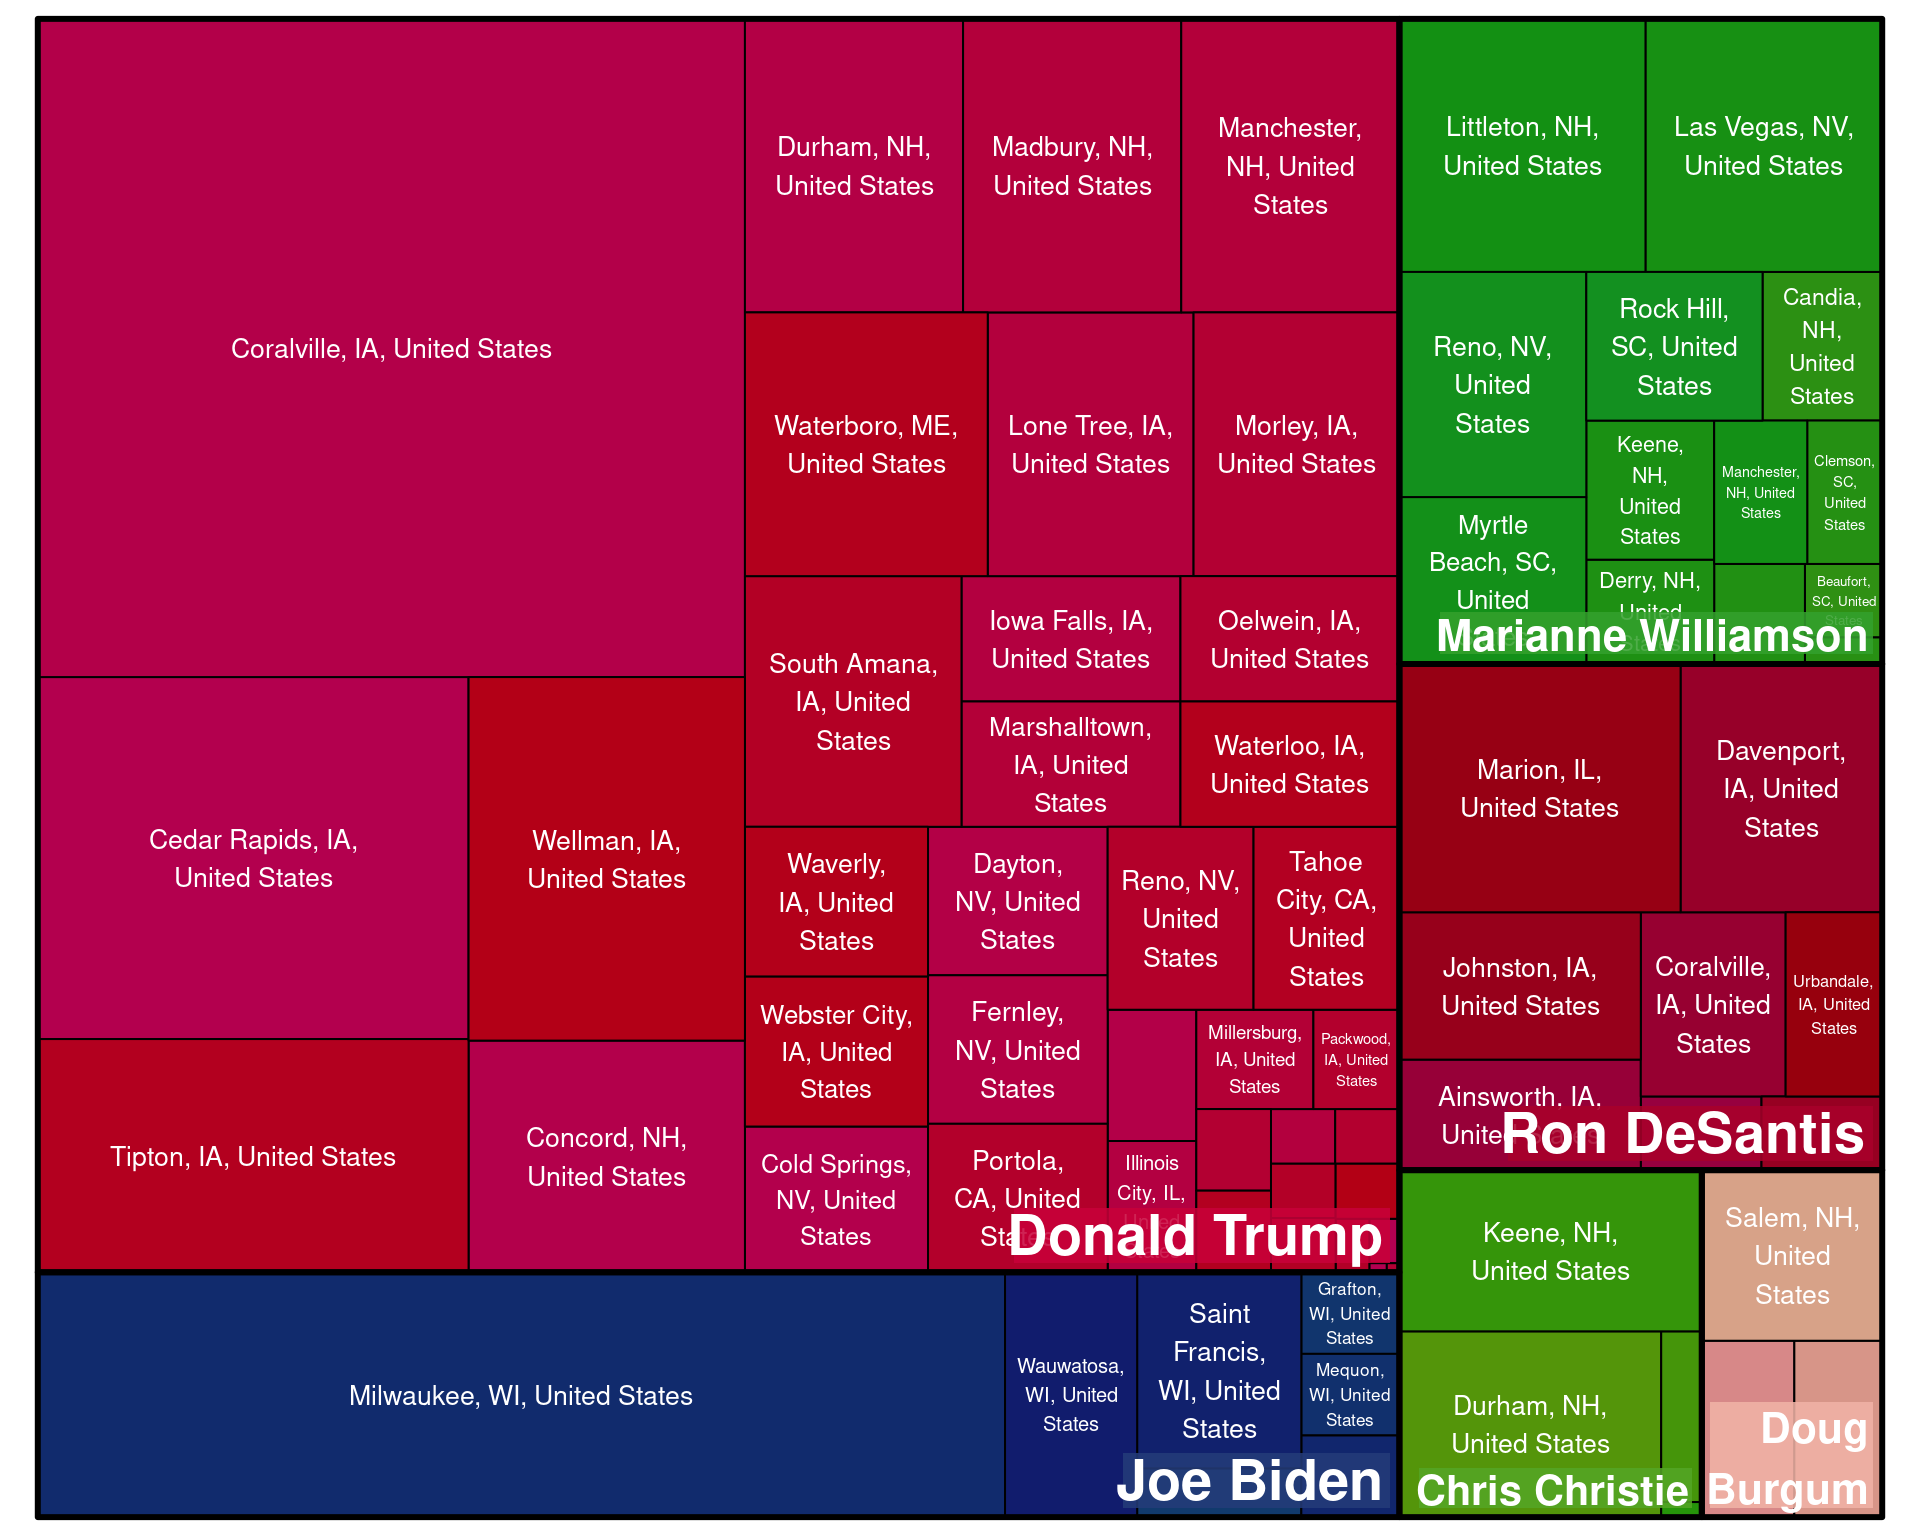 Coralville, IA, United States
Durham, NH,
United States
Madbury, NH,
United States
Manchester,
NH, United
States
Waterboro, ME,
United States
Lone Tree, IA,
United States
Morley, IA,
United States
South Amana,
IA, United
States
Iowa Falls, IA,
United States
Oelwein, IA,
United States
Marshalltown,
IA, United
States
Waterloo, IA,
United States
Cedar Rapids, IA,
United States
Wellman, IA,
United States
Tipton, IA, United States
Concord, NH,
United States
Waverly,
IA, United
States
Dayton,
NV, United
States
Reno, NV,
United
States
Tahoe
City, CA,
United
States
Webster City,
IA, United
States
Fernley,
NV, United
States
Millersburg,
IA, United
States
Packwood,
IA, United
States
Cold Springs,
NV, United
States
Portola,
CA, United
States
Illinois
City, IL,
United
Donald Trump
Milwaukee, WI, United States
Wauwatosa,
WI, United
States
Saint
Francis,
WI, United
States
Grafton,
WI, United
States
Mequon,
WI, United
States
Joe Biden
Littleton, NH,
United States
Las Vegas, NV,
United States
Reno, NV,
United
States
Rock Hill,
SC, United
States
Candia,
NH,
United
States
Keene,
NH,
United
States
Manchester,
NH, United
States
Clemson,
SC,
United
States
Myrtle
Beach, SC,
United
Derry, NH,
United
States
Beaufort,
SC, United
States
Marianne Williamson
Marion, IL,
United States
Davenport,
IA, United
States
Johnston, IA,
United States
Coralville,
IA, United
States
Urbandale,
IA, United
States
Ainsworth, IA,
United States
Ron DeSantis
Keene, NH,
United States
Durham, NH,
United States
Chris Christie
Salem, NH,
United
States
Doug
Burgum